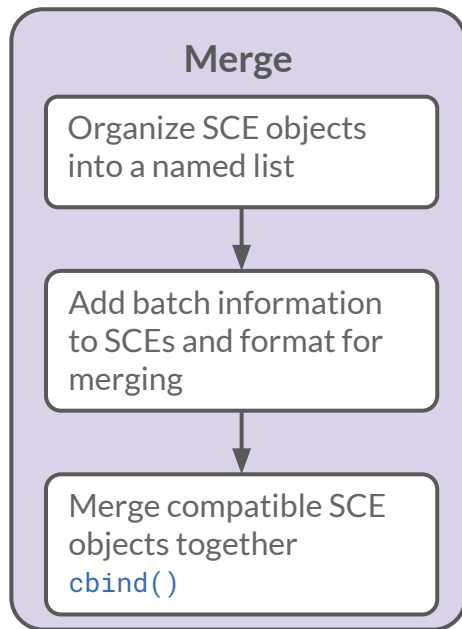 Merge
Organize SCE objects
into a named list
Add batch information
to SCEs and format for
merging
Merge compatible SCE
objects together
cbind()